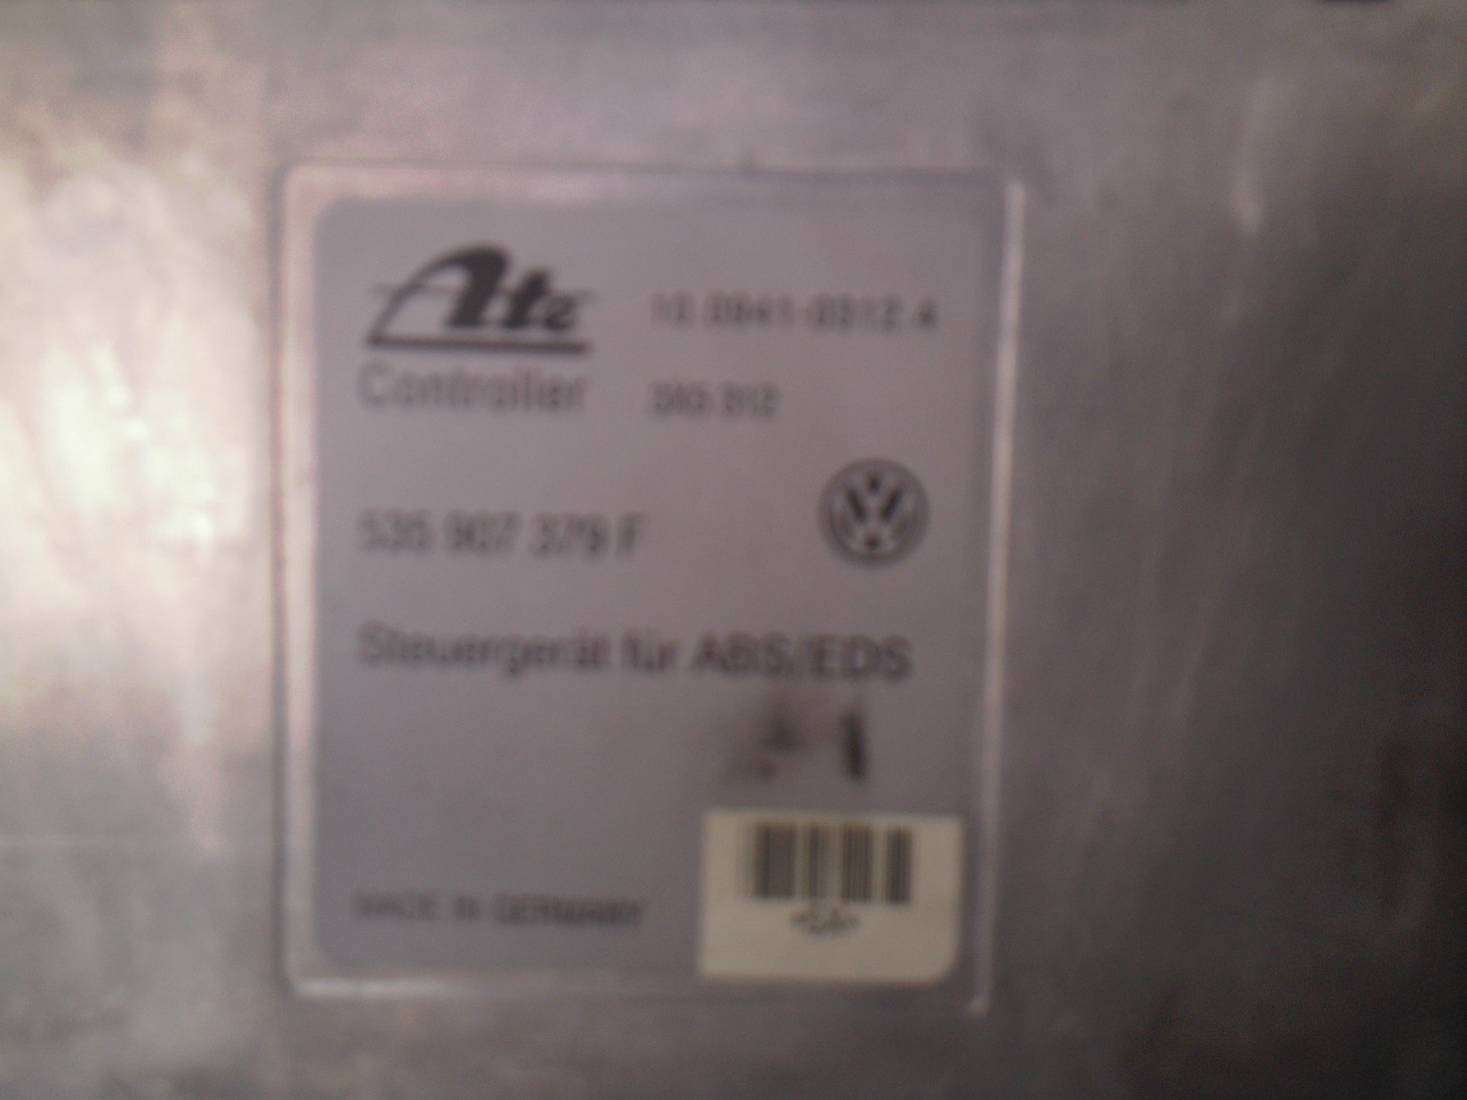 Ate 10.0941-0312.4
Controller
535 907 379 F
Steuergerät für ABS/EDS
MADE IN GERMANY